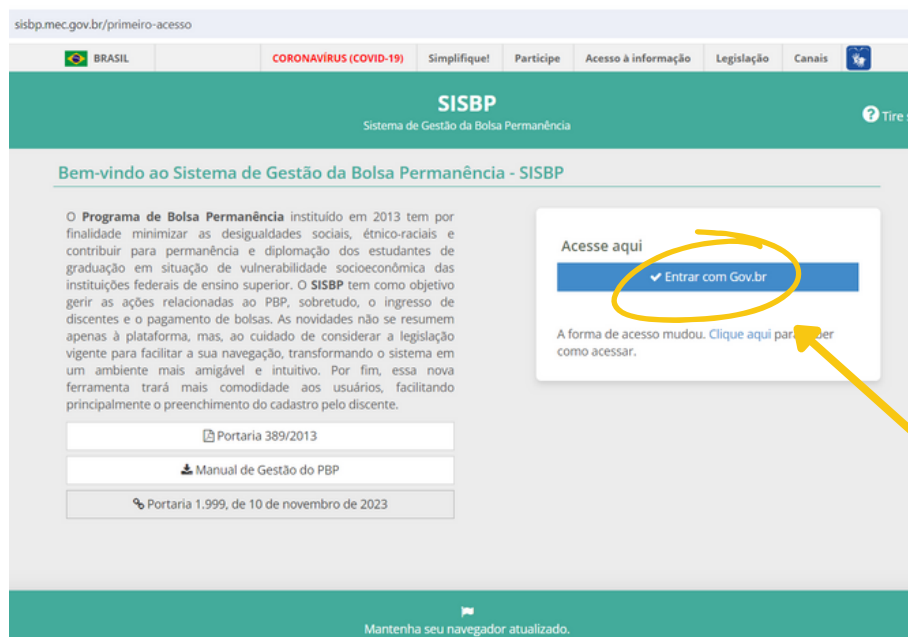 sisbp.mec.gov.br/primeiro-acesso
BRASIL CORONAVÍRUS (COVID-19) Simplifique! Participe Acesso à informação Legislação Canais
SISBP
Sistema de Gestão da Bolsa Permanência
Tire
Bem-vindo ao Sistema de Gestão da Bolsa Permanência - SISBP
O Programa de Bolsa Permanência instituído em 2013 tem por
finalidade minimizar as desigualdades sociais, étnico-raciais e
contribuir para permanência e diplomação dos estudantes de
graduação em situação de vulnerabilidade socioeconômica das
instituições federais de ensino superior. O SISBP tem como objetivo
gerir as ações relacionadas ao PBP, sobretudo, o ingresso de
discentes e o pagamento de bolsas. As novidades não se resumem
apenas à plataforma, mas, ao cuidado de considerar a legislação
vigente para facilitar a sua navegação, transformando o sistema em
um ambiente mais amigável e intuitivo. Por fim, essa nova
ferramenta trará mais comodidade aos usuários, facilitando
principalmente o preenchimento do cadastro pelo discente.
Portaria 389/2013
Manual de Gestão do PBP
Portaria 1.999, de 10 de novembro de 2023
Acesse aqui
Entrar com Gov.br
A forma de acesso mudou. Clique aqui para
como acessar.
Mantenha seu navegador atualizado.